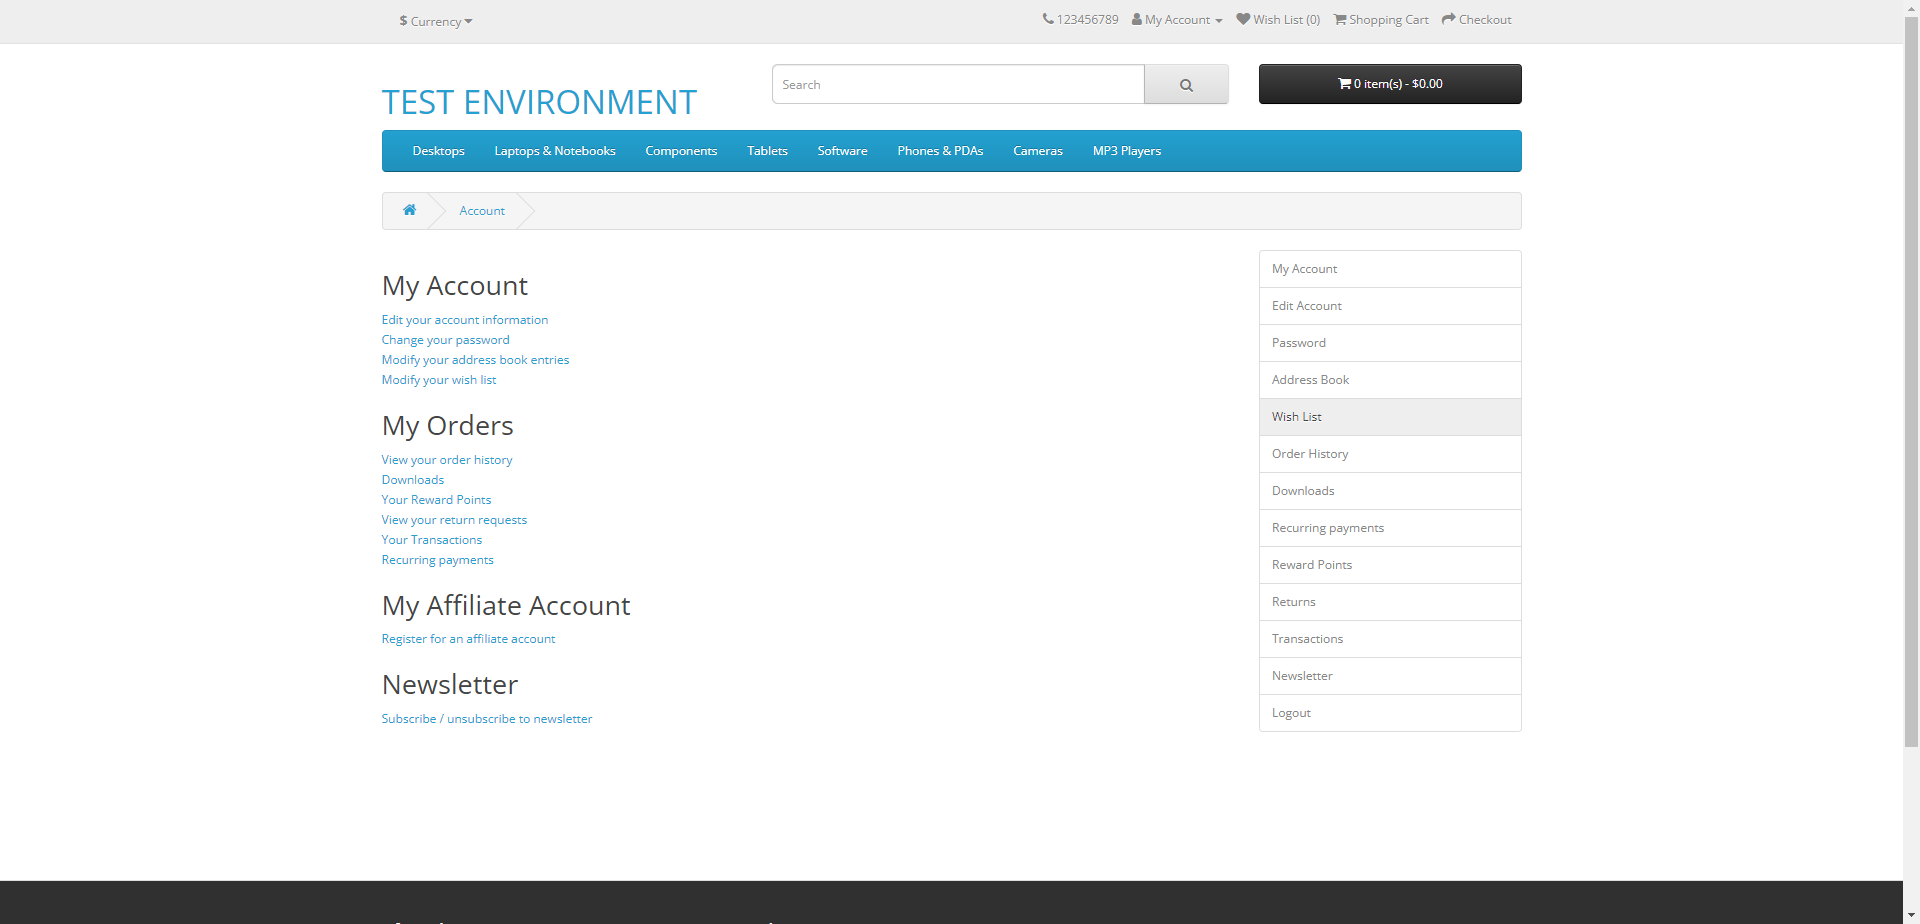 $ Currency
123456789 My Account Wish List (0) Shopping Cart Checkout
TEST ENVIRONMENT
Search
0 item(s) - $0.00
Desktops Laptops & Notebooks Components Tablets Software Phones & PDAs Cameras MP3 Players
Account
My Account
Edit your account information
Change your password
Modify your address book entries
Modify your wish list
My Orders
View your order history
Downloads
Your Reward Points
View your return requests
Your Transactions
Recurring payments
My Affiliate Account
Register for an affiliate account
Newsletter
Subscribe / unsubscribe to newsletter
My Account
Edit Account
Password
Address Book
Wish List
Order History
Downloads
Recurring payments
Reward Points
Returns
Transactions
Newsletter
Logout